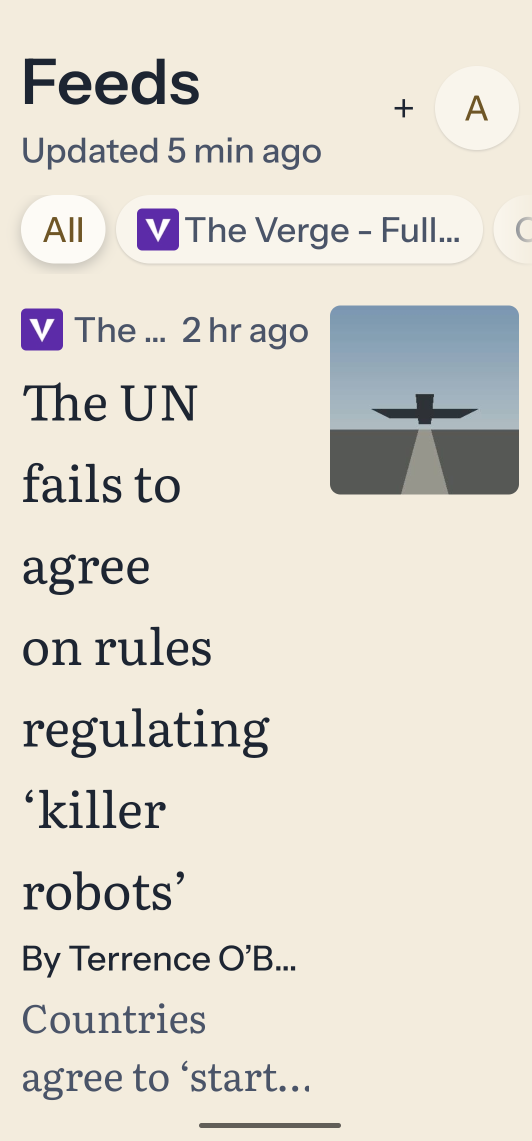 Feeds
Updated 5 min ago
+
A
All
V The Verge - Full...
V The ... 2 hr ago
The UN
fails to
agree
on rules
regulating
‘killer
robots’
By Terrence O’B...
Countries
agree to ‘start...